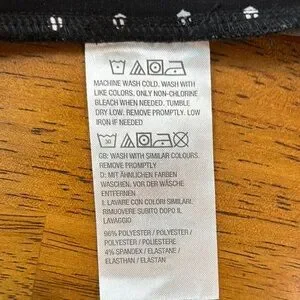 MACHINE WASH COLD. WASH WITH
LIKE COLORS. ONLY NON-CHLORINE
BLEACH WHEN NEEDED. TUMBLE
DRY LOW. REMOVE PROMPTLY. LOW
IRON IF NEEDED
30
GB: WASH WITH SIMILAR COLOURS.
REMOVE PROMPTLY
D: MIT ÄHNLICHEN FARBEN
WASCHEN. VOR DER WÄSCHE
ENTFERNEN
I: LAVARE CON COLORI SIMILARI.
RIMUOVERE SUBITO DOPO IL
LAVAGGIO
96% POLYESTER / POLYESTER /
POLYESTER / POLIESTERE
4% SPANDEX / ELASTANE /
ELASTHAN / ELASTAN